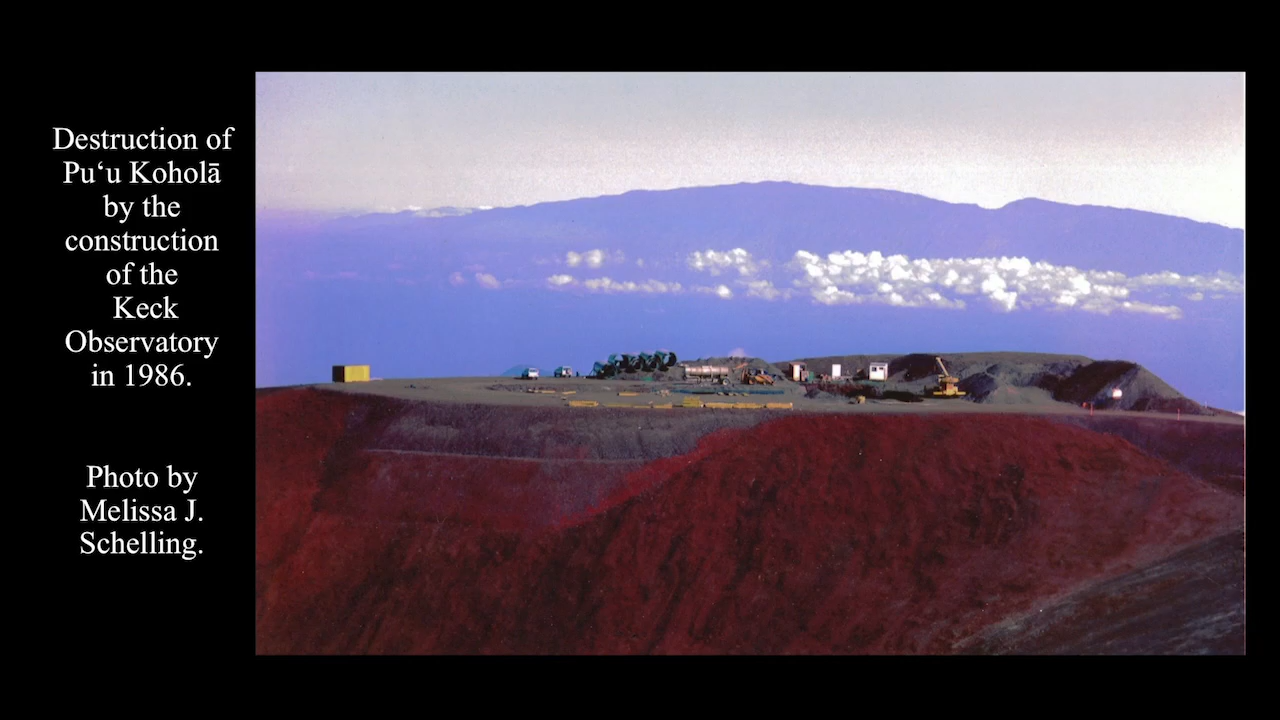 Destruction of
Puʻu Koholā
by the
construction
of the
Keck
Observatory
in 1986.
Photo by
Melissa J.
Schelling.